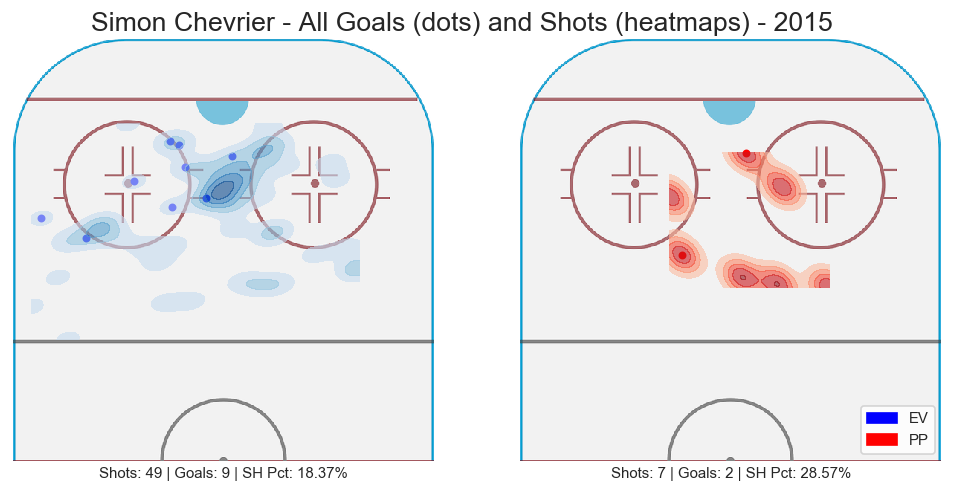 Simon Chevrier - All Goals (dots) and Shots (heatmaps) - 2015
EV
PP
Shots: 49 | Goals: 9 | SH Pct: 18.37%
Shots: 7 | Goals: 2 | SH Pct: 28.57%